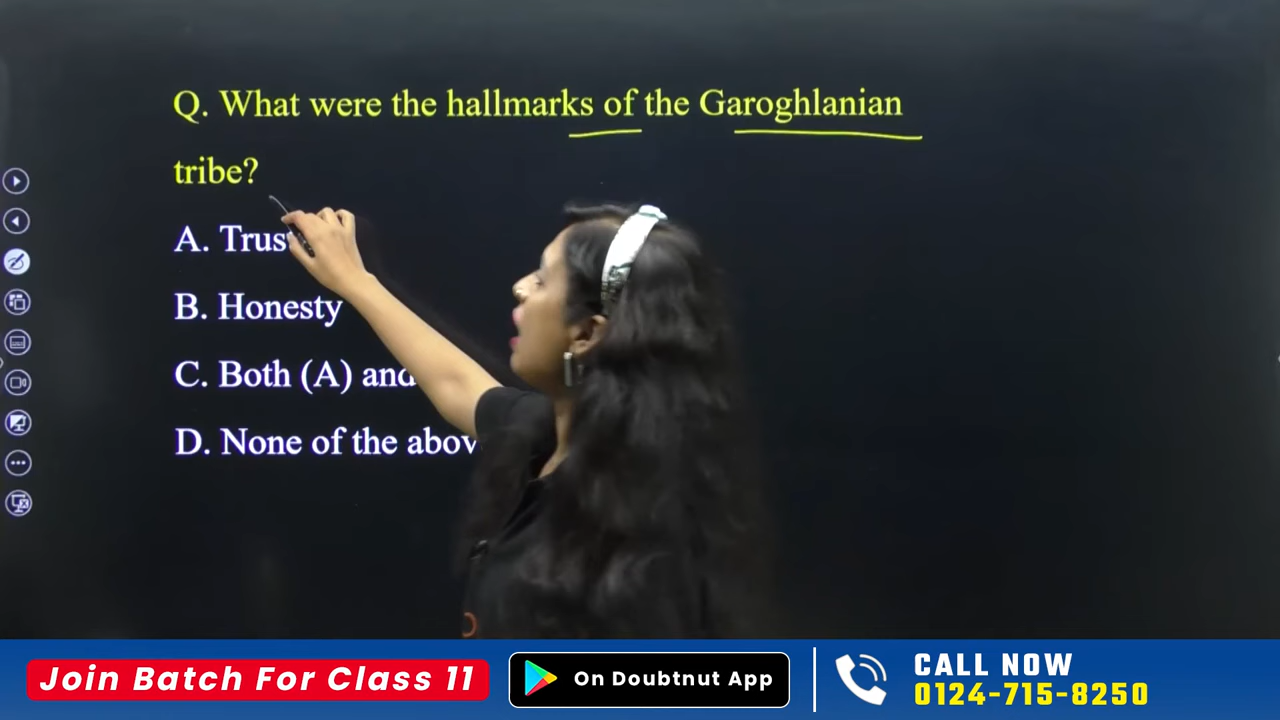 Q. What were the hallmarks of the Garoghlanian
tribe?
A. Trus
B. Honesty
C. Both (A) and
D. None of the abov
Join Batch For Class 11
On Doubtnut App
CALL NOW
0124-715-8250